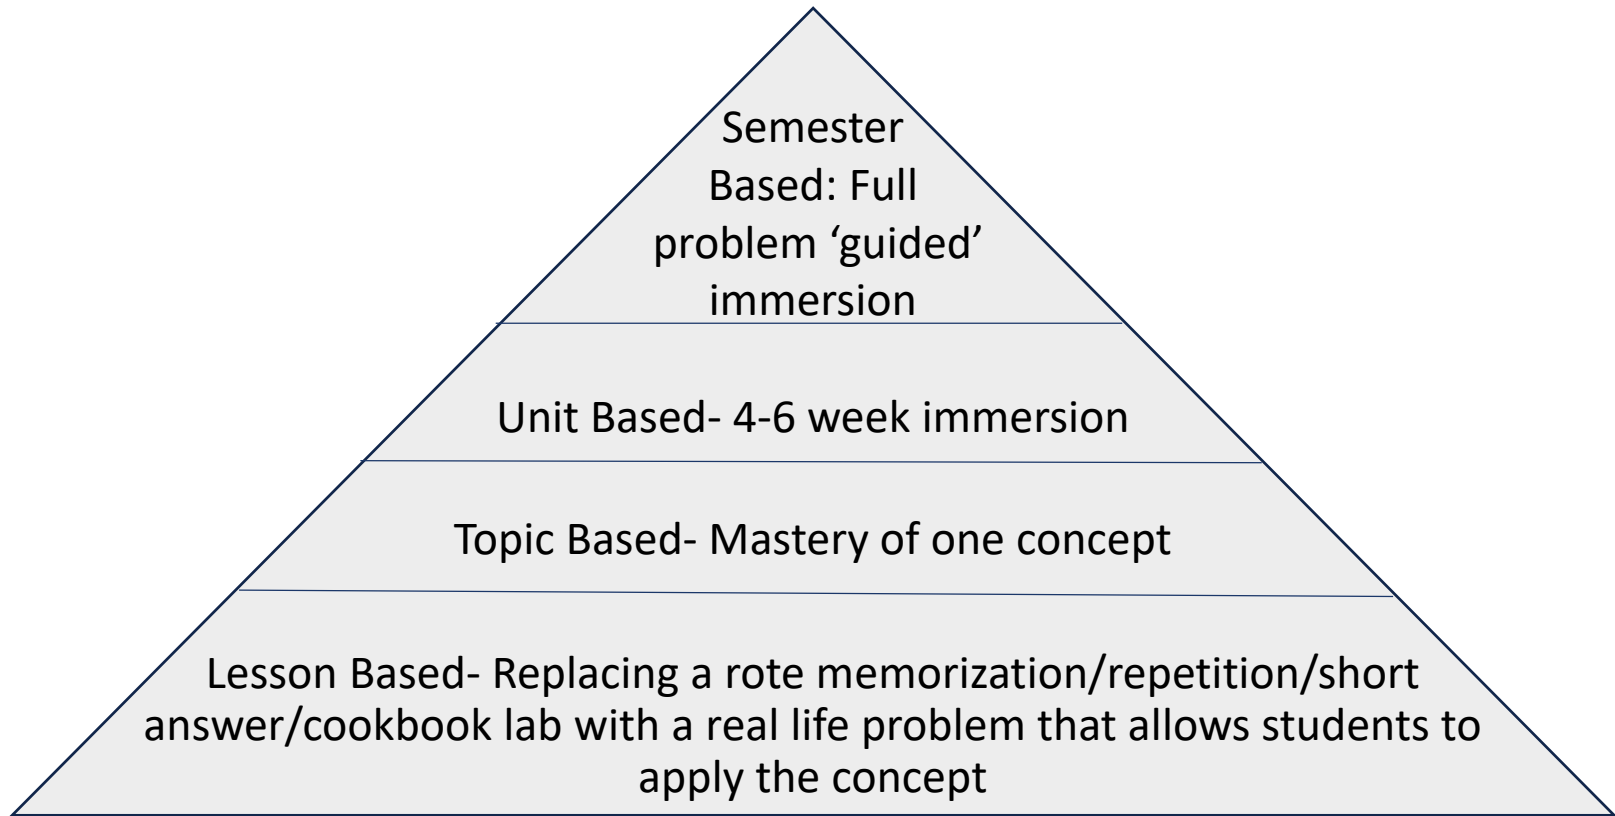 Semester
Based: Full
problem ‘guided’
immersion
Unit Based- 4-6 week immersion
Topic Based- Mastery of one concept
Lesson Based- Replacing a rote memorization/repetition/short
answer/cookbook lab with a real life problem that allows students to
apply the concept